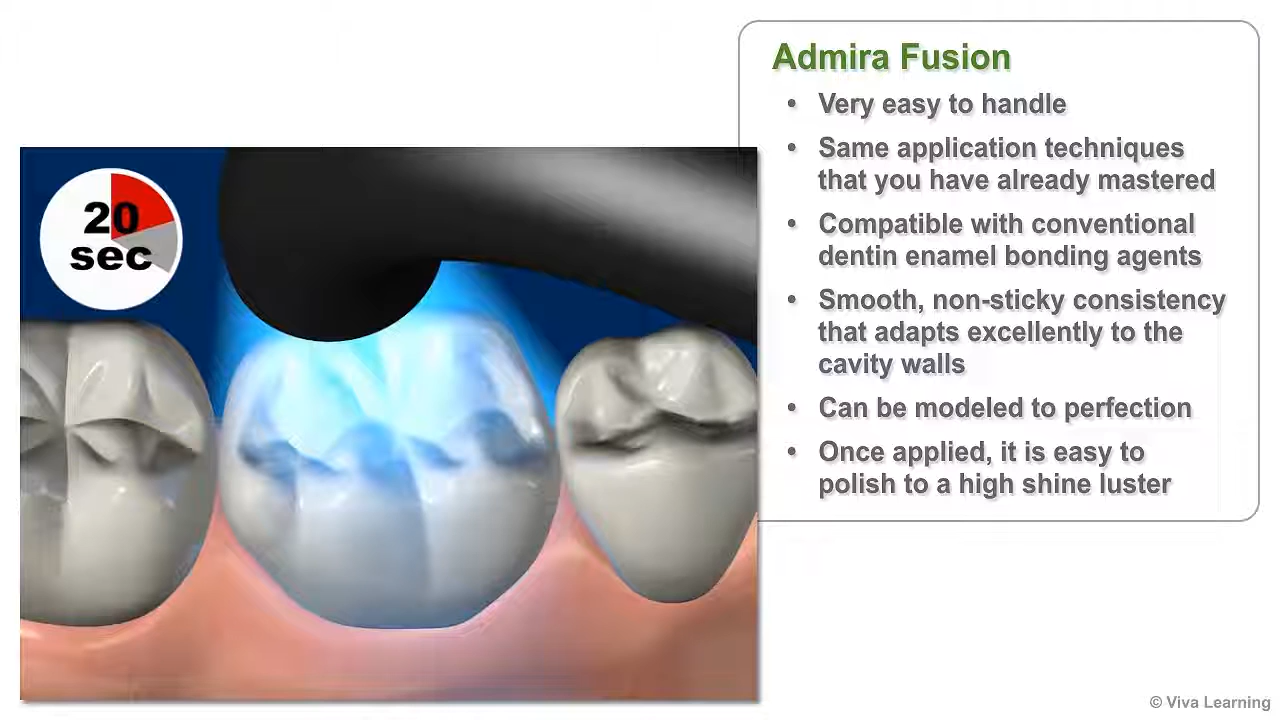 20
sec
Admira Fusion
• Very easy to handle
• Same application techniques
that you have already mastered
• Compatible with conventional
dentin enamel bonding agents
• Smooth, non-sticky consistency
that adapts excellently to the
cavity walls
• Can be modeled to perfection
• Once applied, it is easy to
polish to a high shine luster
© Viva Learning